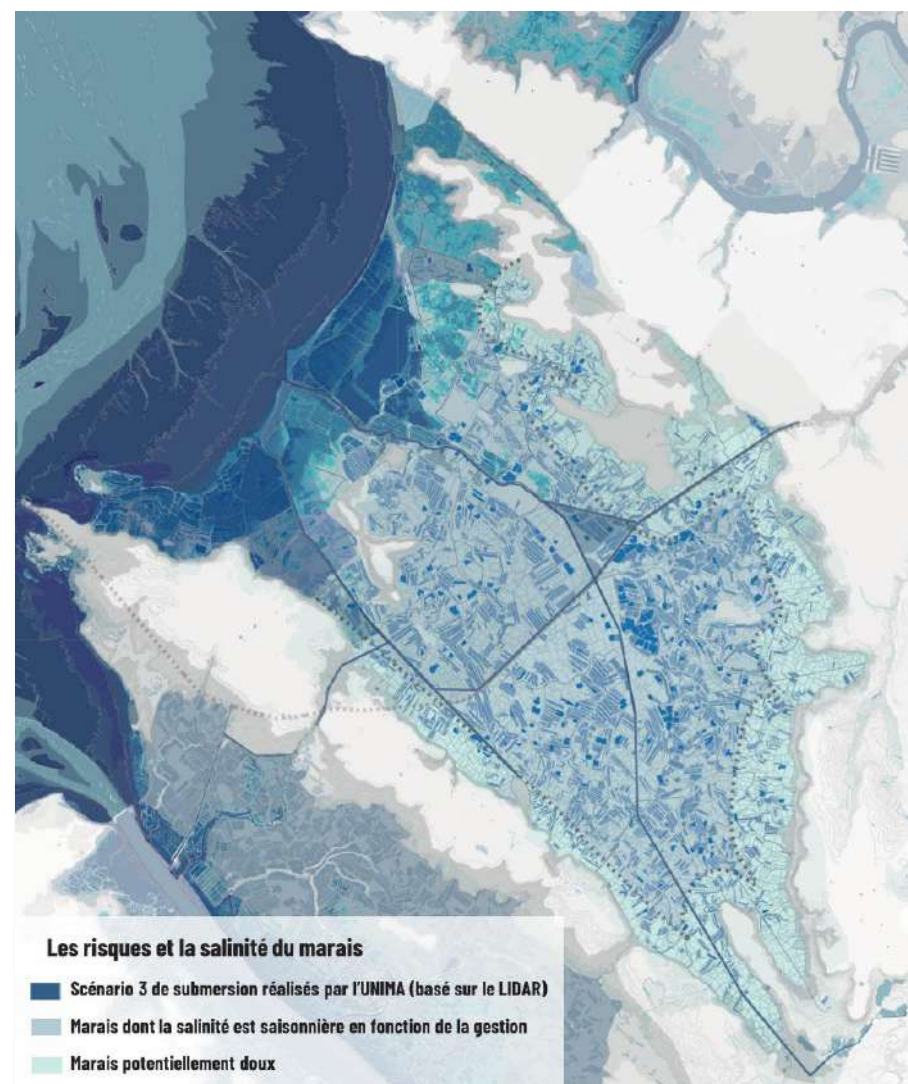 Les risques et la salinité du marais
Scénario 3 de submersion réalisés par l'UNIMA (basé sur le LIDAR)
Marais dont la salinité est saisonnière en fonction de la gestion
Marais potentiellement doux